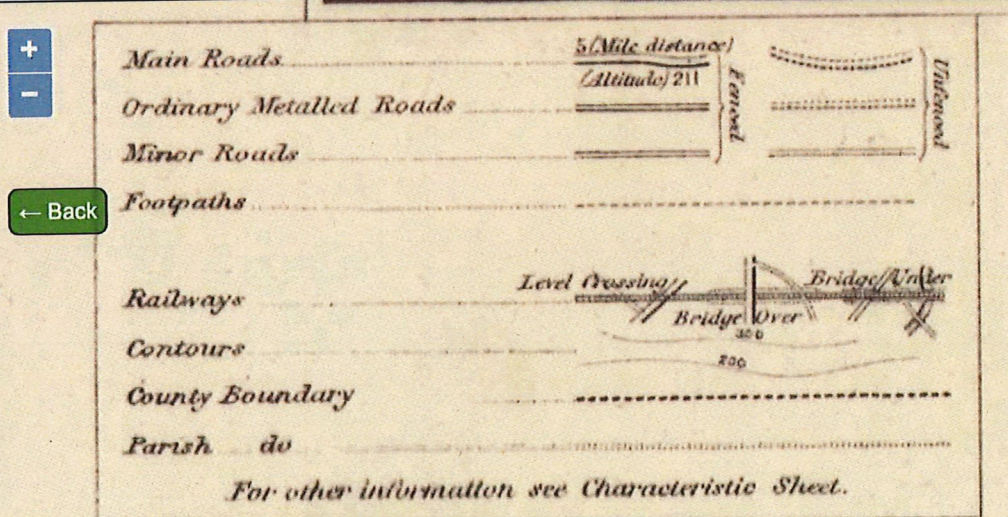 +
Main Roads 5 (Mile distance)
(Altitude) 211
Fenced
Unfenced
−
Ordinary Metalled Roads
Minor Roads
← Back
Footpaths
Level Crossing Bridge Under
Railways
Bridge Over
300
Contours
200
County Boundary
Parish do
For other information see Characteristic Sheet.